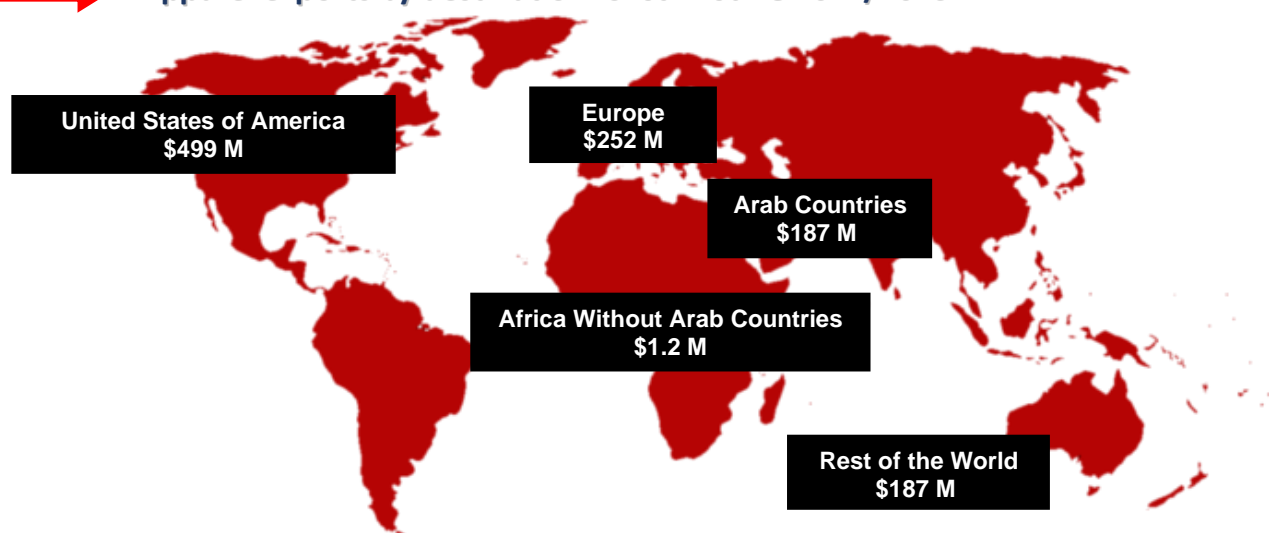 United States of America
$499 M
Europe
$252 M
Arab Countries
$187 M
Africa Without Arab Countries
$1.2 M
Rest of the World
$187 M